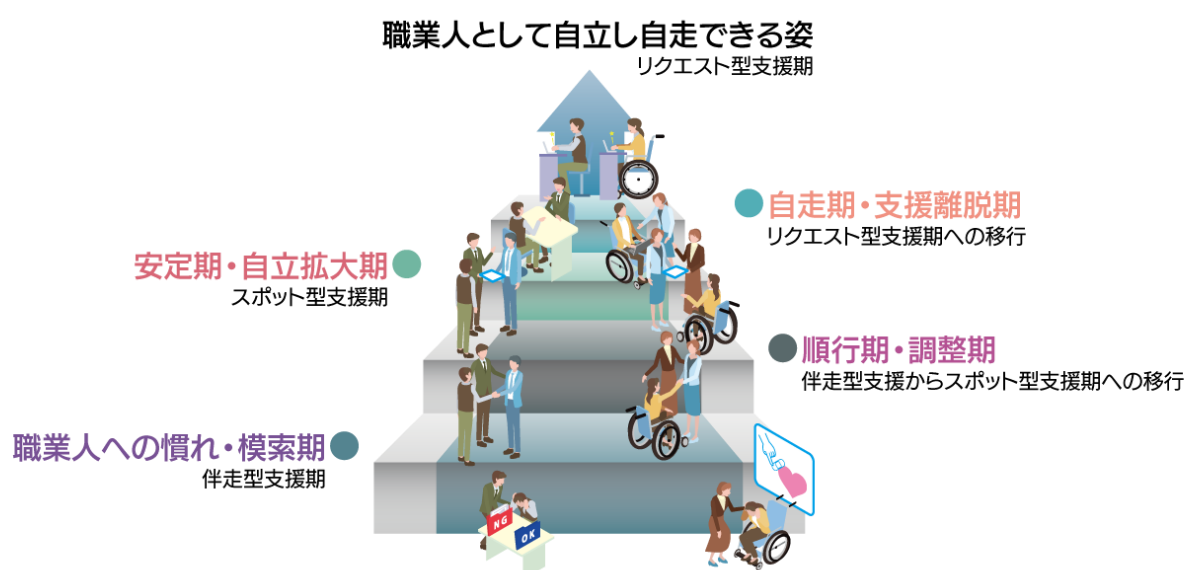 職業人として自立し自走できる姿
リクエスト型支援期
自走期・支援離脱期
リクエスト型支援期への移行
安定期・自立拡大期
スポット型支援期
順行期・調整期
伴走型支援からスポット型支援期への移行
職業人への慣れ・模索期
伴走型支援期
NG
OK